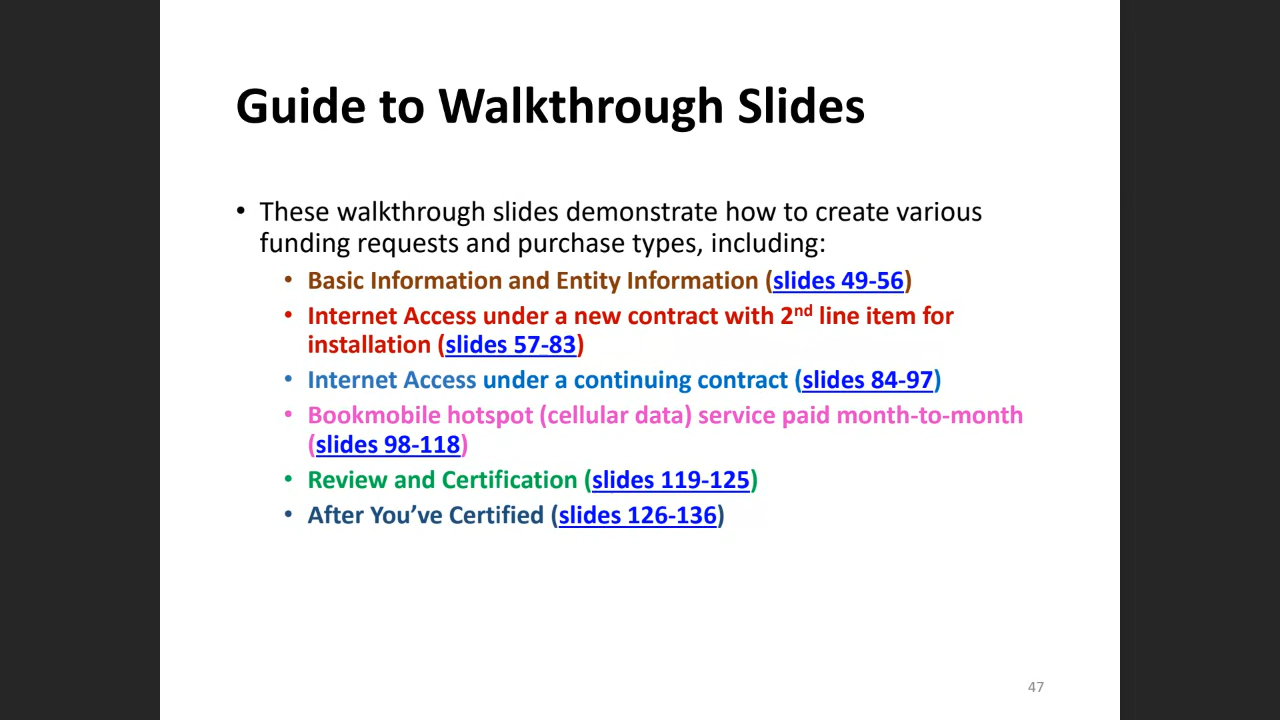 Guide to Walkthrough Slides
• These walkthrough slides demonstrate how to create various
funding requests and purchase types, including:
• Basic Information and Entity Information (slides 49-56)
• Internet Access under a new contract with 2nd line item for
installation (slides 57-83)
• Internet Access under a continuing contract (slides 84-97)
• Bookmobile hotspot (cellular data) service paid month-to-month
(slides 98-118)
• Review and Certification (slides 119-125)
• After You’ve Certified (slides 126-136)
47